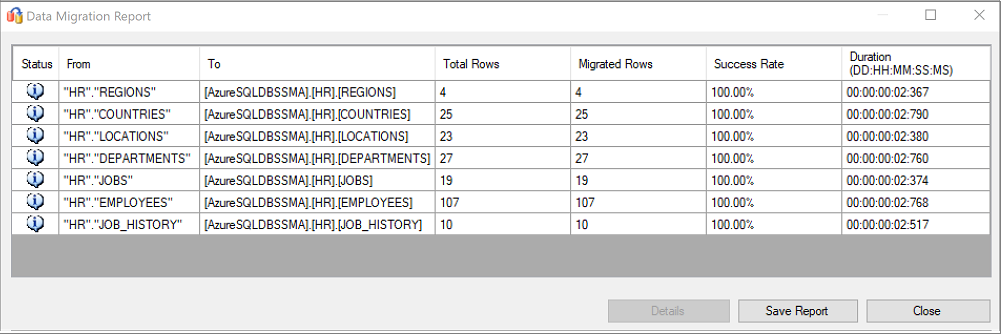 Data Migration Report
Status From To Total Rows Migrated Rows Success Rate Duration
(DD:HH:MM:SS:MS)
"HR"."REGIONS" [AzureSQLDBSSMA].[HR].[REGIONS] 4 4 100.00% 00:00:00:02:367
"HR"."COUNTRIES" [AzureSQLDBSSMA].[HR].[COUNTRIES] 25 25 100.00% 00:00:00:02:790
"HR"."LOCATIONS" [AzureSQLDBSSMA].[HR].[LOCATIONS] 23 23 100.00% 00:00:00:02:380
"HR"."DEPARTMENTS" [AzureSQLDBSSMA].[HR].[DEPARTMENTS] 27 27 100.00% 00:00:00:02:760
"HR"."JOBS" [AzureSQLDBSSMA].[HR].[JOBS] 19 19 100.00% 00:00:00:02:374
"HR"."EMPLOYEES" [AzureSQLDBSSMA].[HR].[EMPLOYEES] 107 107 100.00% 00:00:00:02:768
"HR"."JOB_HISTORY" [AzureSQLDBSSMA].[HR].[JOB_HISTORY] 10 10 100.00% 00:00:00:02:517
Details Save Report Close